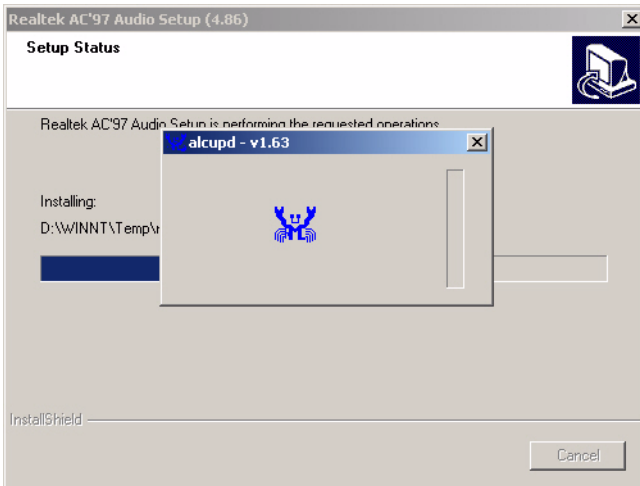 Realtek AC'97 Audio Setup (4.86)
Setup Status
Realtek AC'97 Audio Setup is performing the requested operations
alcupd - v1.63
Installing:
D:\WINNT\Temp\
InstallShield
Cancel